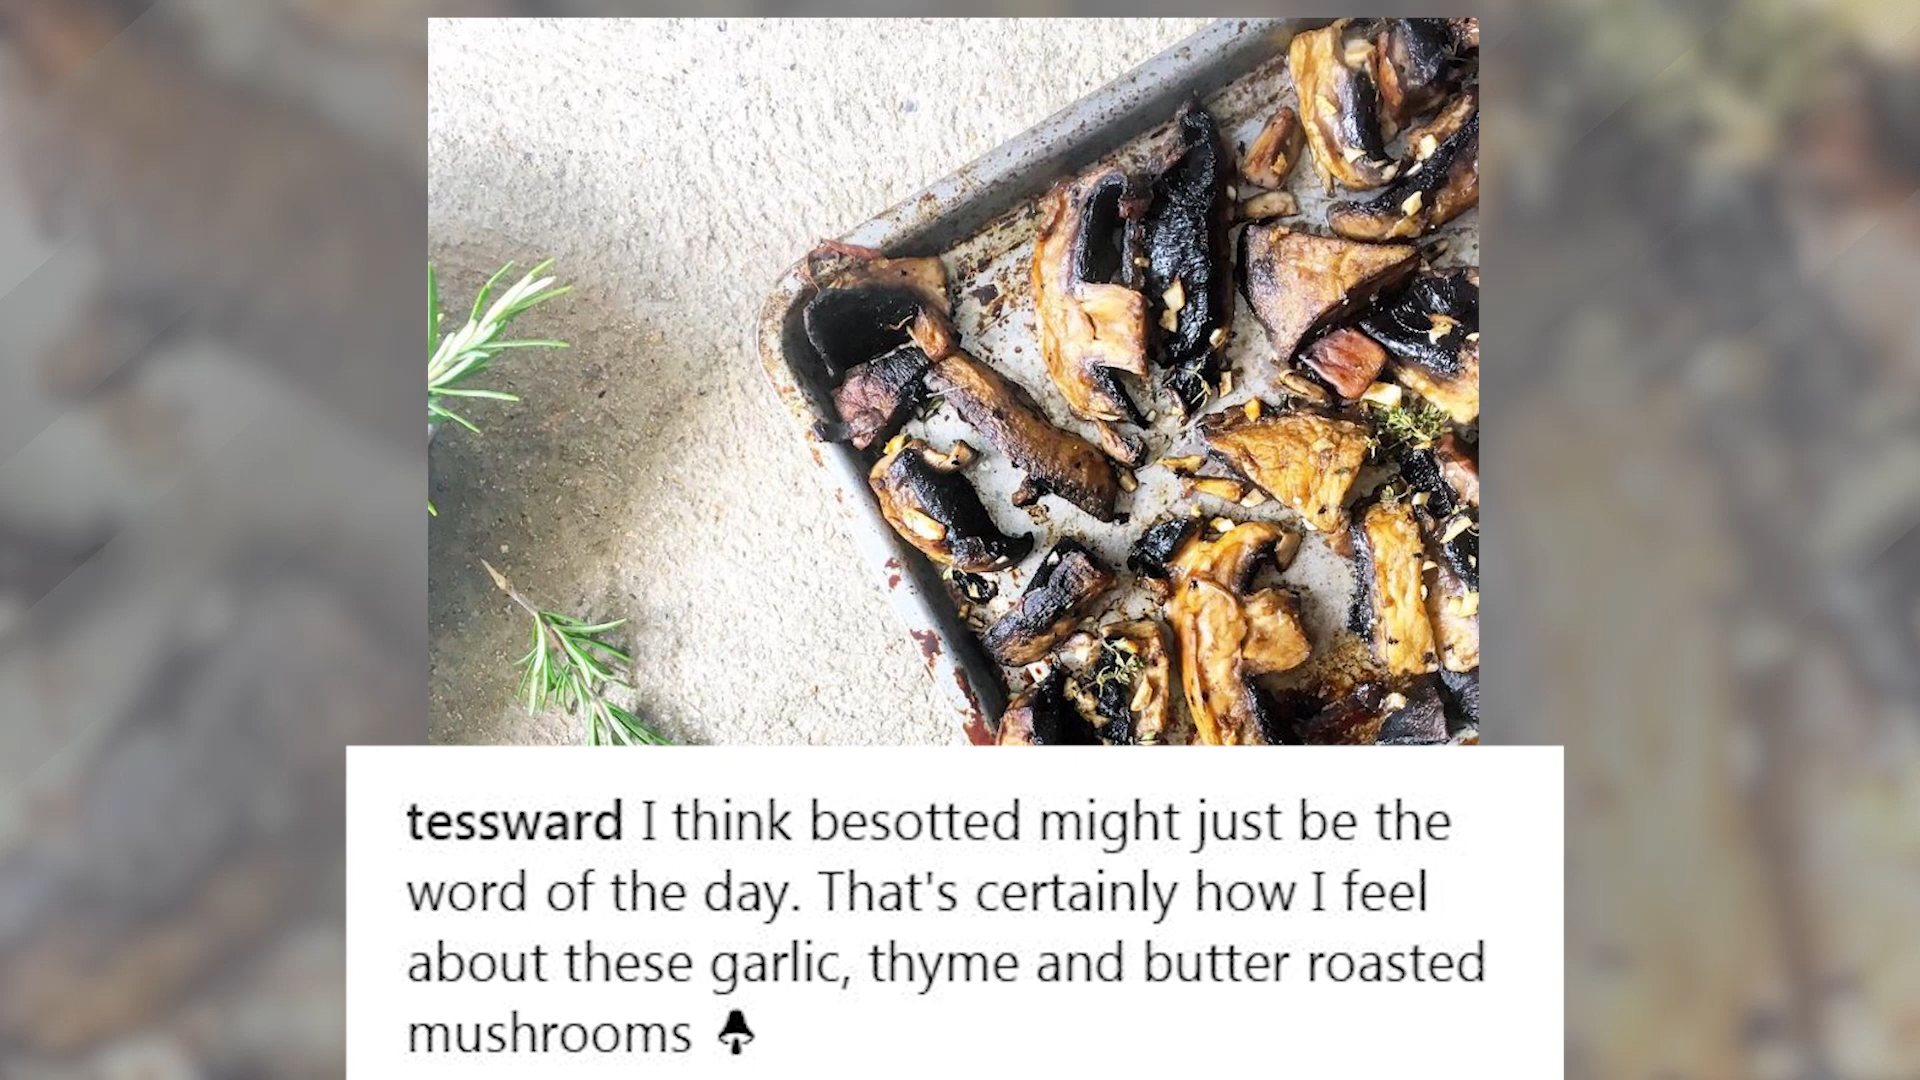 tessward I think besotted might just be the
word of the day. That's certainly how I feel
about these garlic, thyme and butter roasted
mushrooms